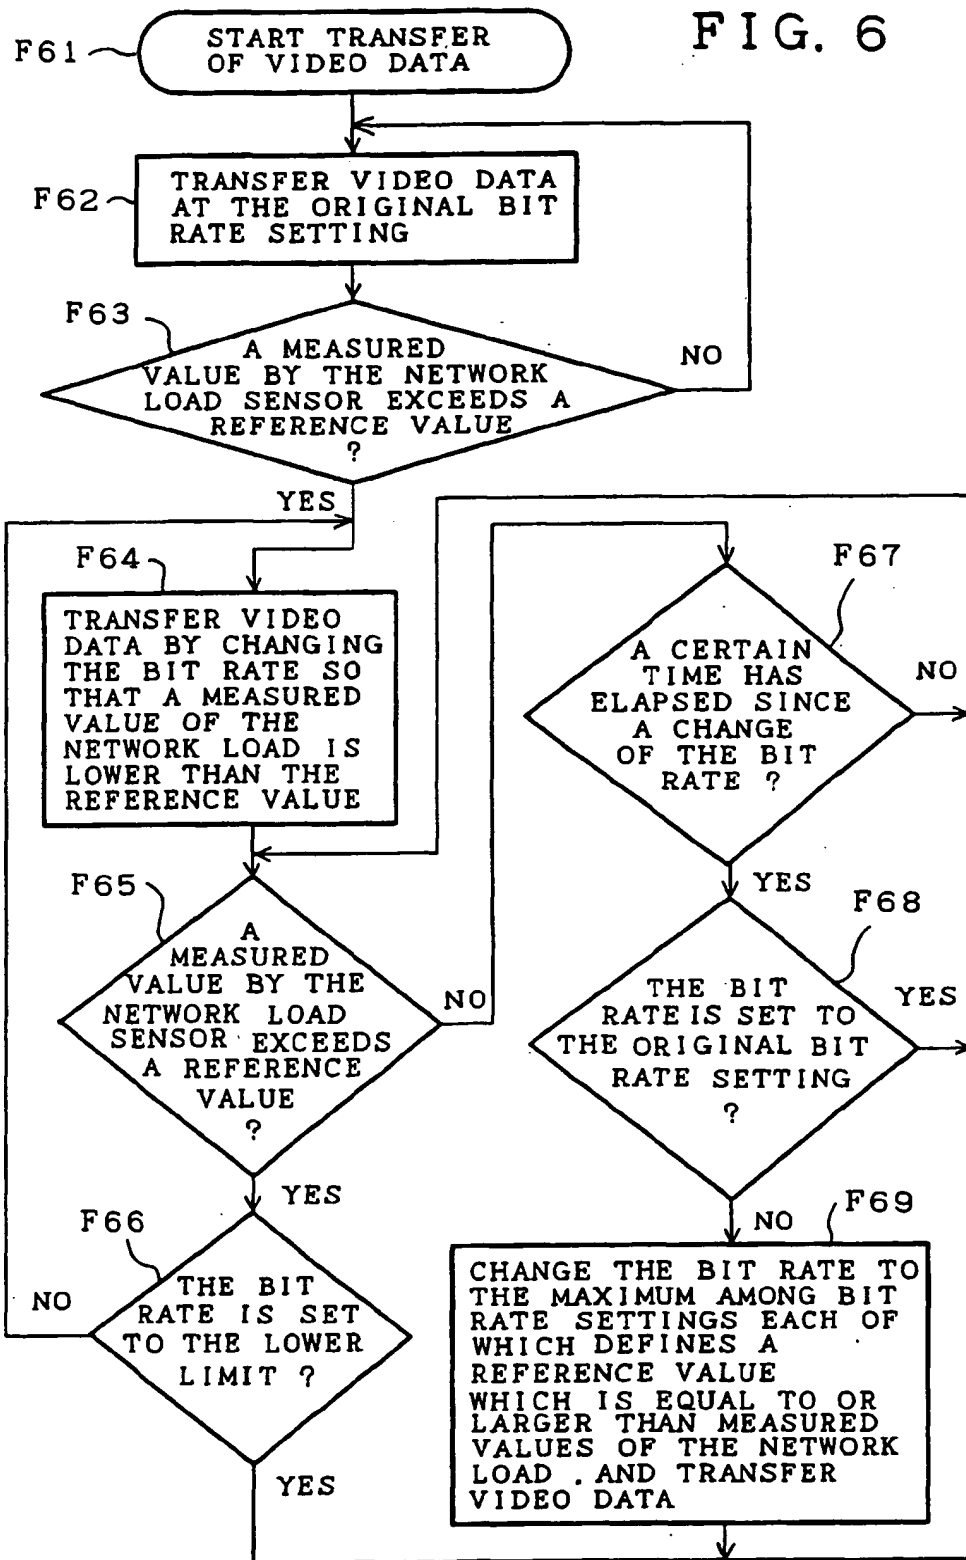 FIG. 6
F61
START TRANSFER
OF VIDEO DATA
F62
TRANSFER VIDEO DATA
AT THE ORIGINAL BIT
RATE SETTING
F63
A MEASURED
VALUE BY THE NETWORK
LOAD SENSOR EXCEEDS A
REFERENCE VALUE
?
NO
YES
F64
TRANSFER VIDEO
DATA BY CHANGING
THE BIT RATE SO
THAT A MEASURED
VALUE OF THE
NETWORK LOAD IS
LOWER THAN THE
REFERENCE VALUE
F65
A
MEASURED
VALUE BY THE
NETWORK LOAD
SENSOR EXCEEDS
A REFERENCE
VALUE
?
NO
YES
F66
THE BIT
RATE IS SET
TO THE LOWER
LIMIT ?
NO
YES
F67
A CERTAIN
TIME HAS
ELAPSED SINCE
A CHANGE
OF THE BIT
RATE ?
NO
YES
F68
THE BIT
RATE IS SET TO
THE ORIGINAL BIT
RATE SETTING
?
YES
NO
F69
CHANGE THE BIT RATE TO
THE MAXIMUM AMONG BIT
RATE SETTINGS EACH OF
WHICH DEFINES A
REFERENCE VALUE
WHICH IS EQUAL TO OR
LARGER THAN MEASURED
VALUES OF THE NETWORK
LOAD . AND TRANSFER
VIDEO DATA